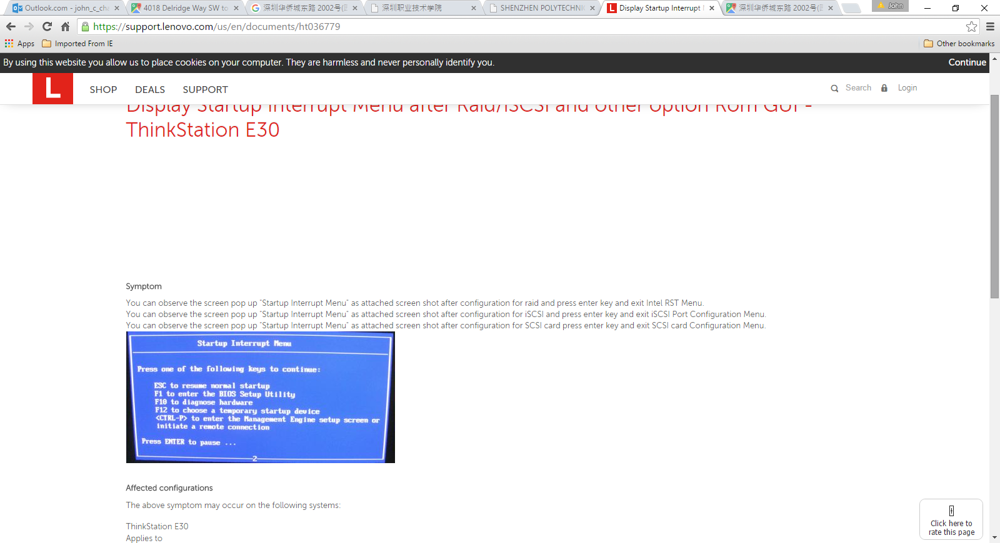 Outlook.com - john_c_cha
4018 Delridge Way SW to
深圳华侨城东路 2002号(
深圳职业技术学院
SHENZHEN POLYTECHNI
Display Startup Interrupt
深圳华侨城东路 2002号(
John
https://support.lenovo.com/us/en/documents/ht036779
Apps
Imported From IE
Other bookmarks
By using this website you allow us to place cookies on your computer. They are harmless and never personally identify you.
Continue
L
SHOP
DEALS
SUPPORT
Search
Login
Display Startup Interrupt Menu after Raid/iSCSI and other option Rom GUI -
ThinkStation E30
Symptom
You can observe the screen pop up "Startup Interrupt Menu" as attached screen shot after configuration for raid and press enter key and exit Intel RST Menu.
You can observe the screen pop up "Startup Interrupt Menu" as attached screen shot after configuration for iSCSI and press enter key and exit iSCSI Port Configuration Menu.
You can observe the screen pop up "Startup Interrupt Menu" as attached screen shot after configuration for SCSI card press enter key and exit SCSI card Configuration Menu.
Startup Interrupt Menu
Press one of the following keys to continue:
ESC to resume normal startup
F1 to enter the BIOS Setup Utility
F10 to diagnose hardware
F12 to choose a temporary startup device
<CTRL-P> to enter the Management Engine setup screen or
initiate a remote connection
Press ENTER to pause ...
2
Affected configurations
The above symptom may occur on the following systems:
ThinkStation E30
Applies to
Click here to
rate this page